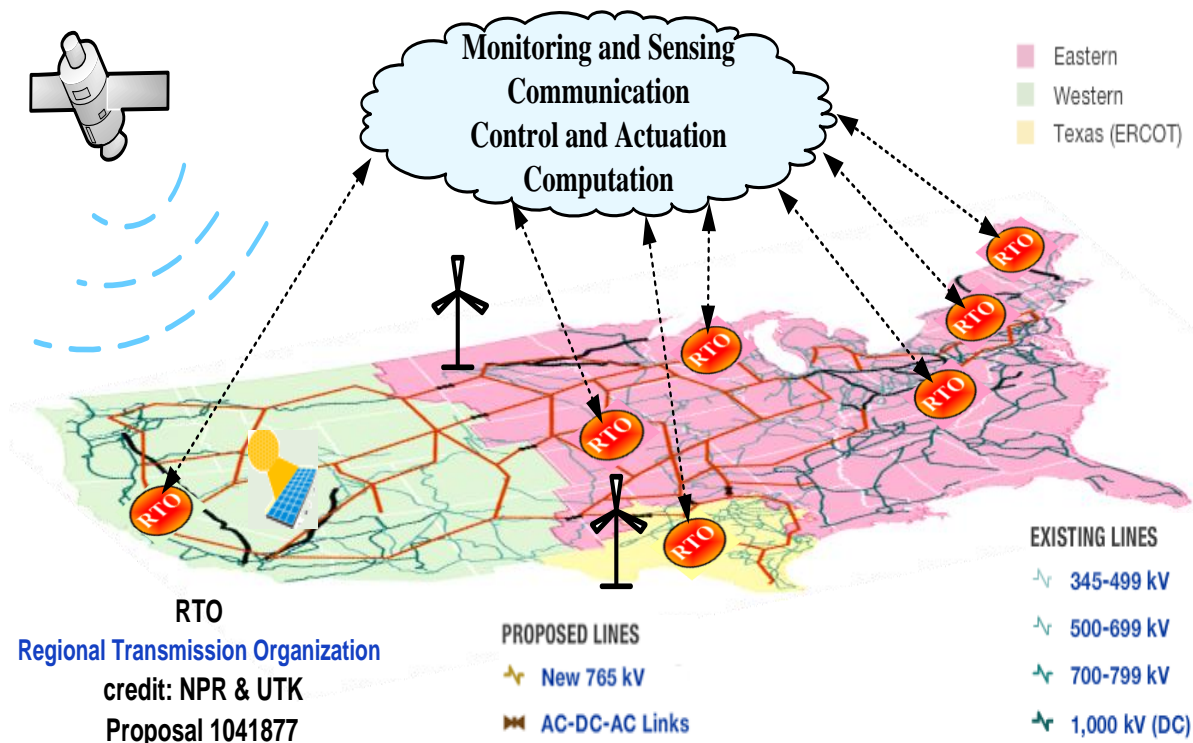 Monitoring and Sensing
Communication
Control and Actuation
Computation
Eastern
Western
Texas (ERCOT)
RTO
RTO
RTO
RTO
RTO
RTO
RTO
RTO
Regional Transmission Organization
credit: NPR & UTK
Proposal 1041877
PROPOSED LINES
New 765 kV
AC-DC-AC Links
EXISTING LINES
345-499 kV
500-699 kV
700-799 kV
1,000 kV (DC)